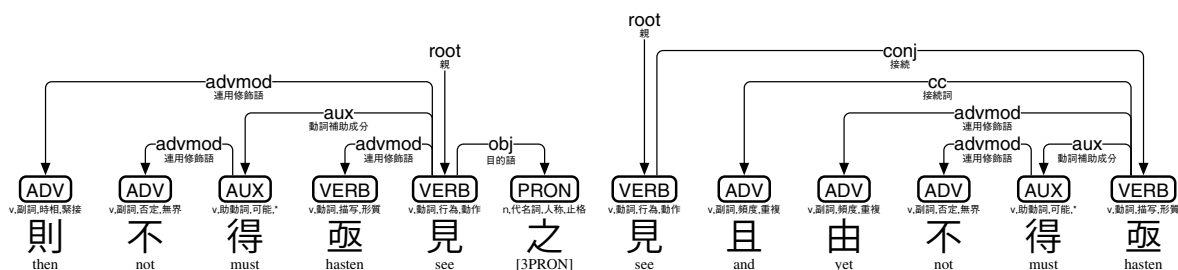 root 親 root 親
conj 接続
advmod 連用修飾語 cc 接続詞
aux 動詞補助成分 advmod 連用修飾語
advmod 連用修飾語 advmod 連用修飾語 obj 目的語 advmod 連用修飾語 aux 動詞補助成分
ADV ADV AUX VERB VERB PRON VERB ADV ADV ADV AUX VERB
v,副詞,時相,緊接 v,副詞,否定,無界 v,助動詞,可能,* v,動詞,描写,形質 v,動詞,行為,動作 n,代名詞,人称,止格 v,動詞,行為,動作 v,副詞,頻度,重複 v,副詞,頻度,重複 v,副詞,否定,無界 v,助動詞,可能,* v,動詞,描写,形質
則 不 得 亟 見 之 見 且 由 不 得 亟
then not must hasten see [3PRON] see and yet not must hasten